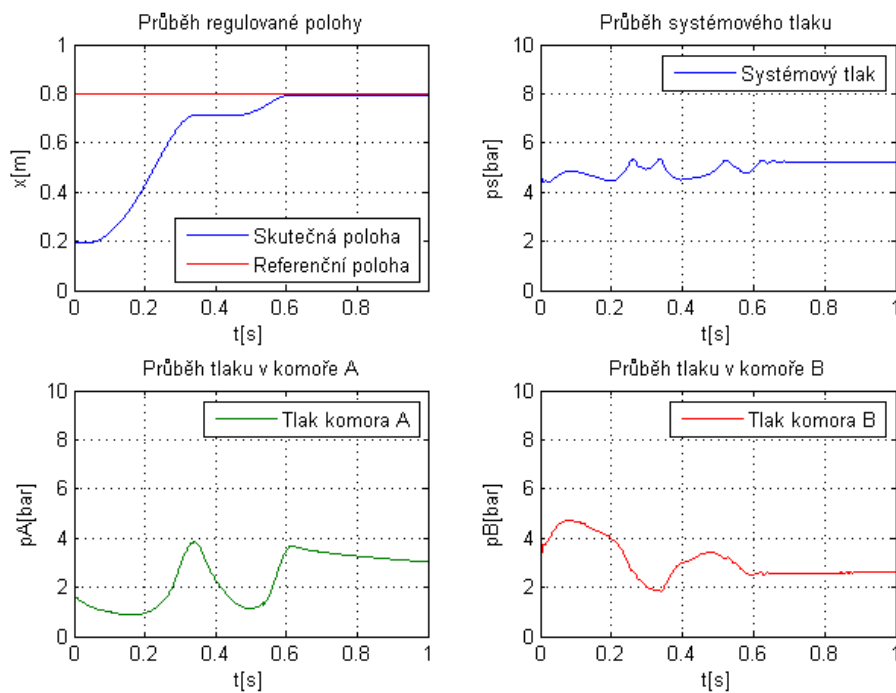 Průběh regulované polohy
1
0.8
0.6
0.4
0.2
0
x[m]
Skutečná poloha
Referenční poloha
0 0.2 0.4 0.6 0.8 1
t[s]
Průběh systémového tlaku
10
8
6
4
2
0
ps[bar]
Systémový tlak
0 0.2 0.4 0.6 0.8 1
t[s]
Průběh tlaku v komoře A
10
8
6
4
2
0
pA[bar]
Tlak komora A
0 0.2 0.4 0.6 0.8 1
t[s]
Průběh tlaku v komoře B
10
8
6
4
2
0
pB[bar]
Tlak komora B
0 0.2 0.4 0.6 0.8 1
t[s]